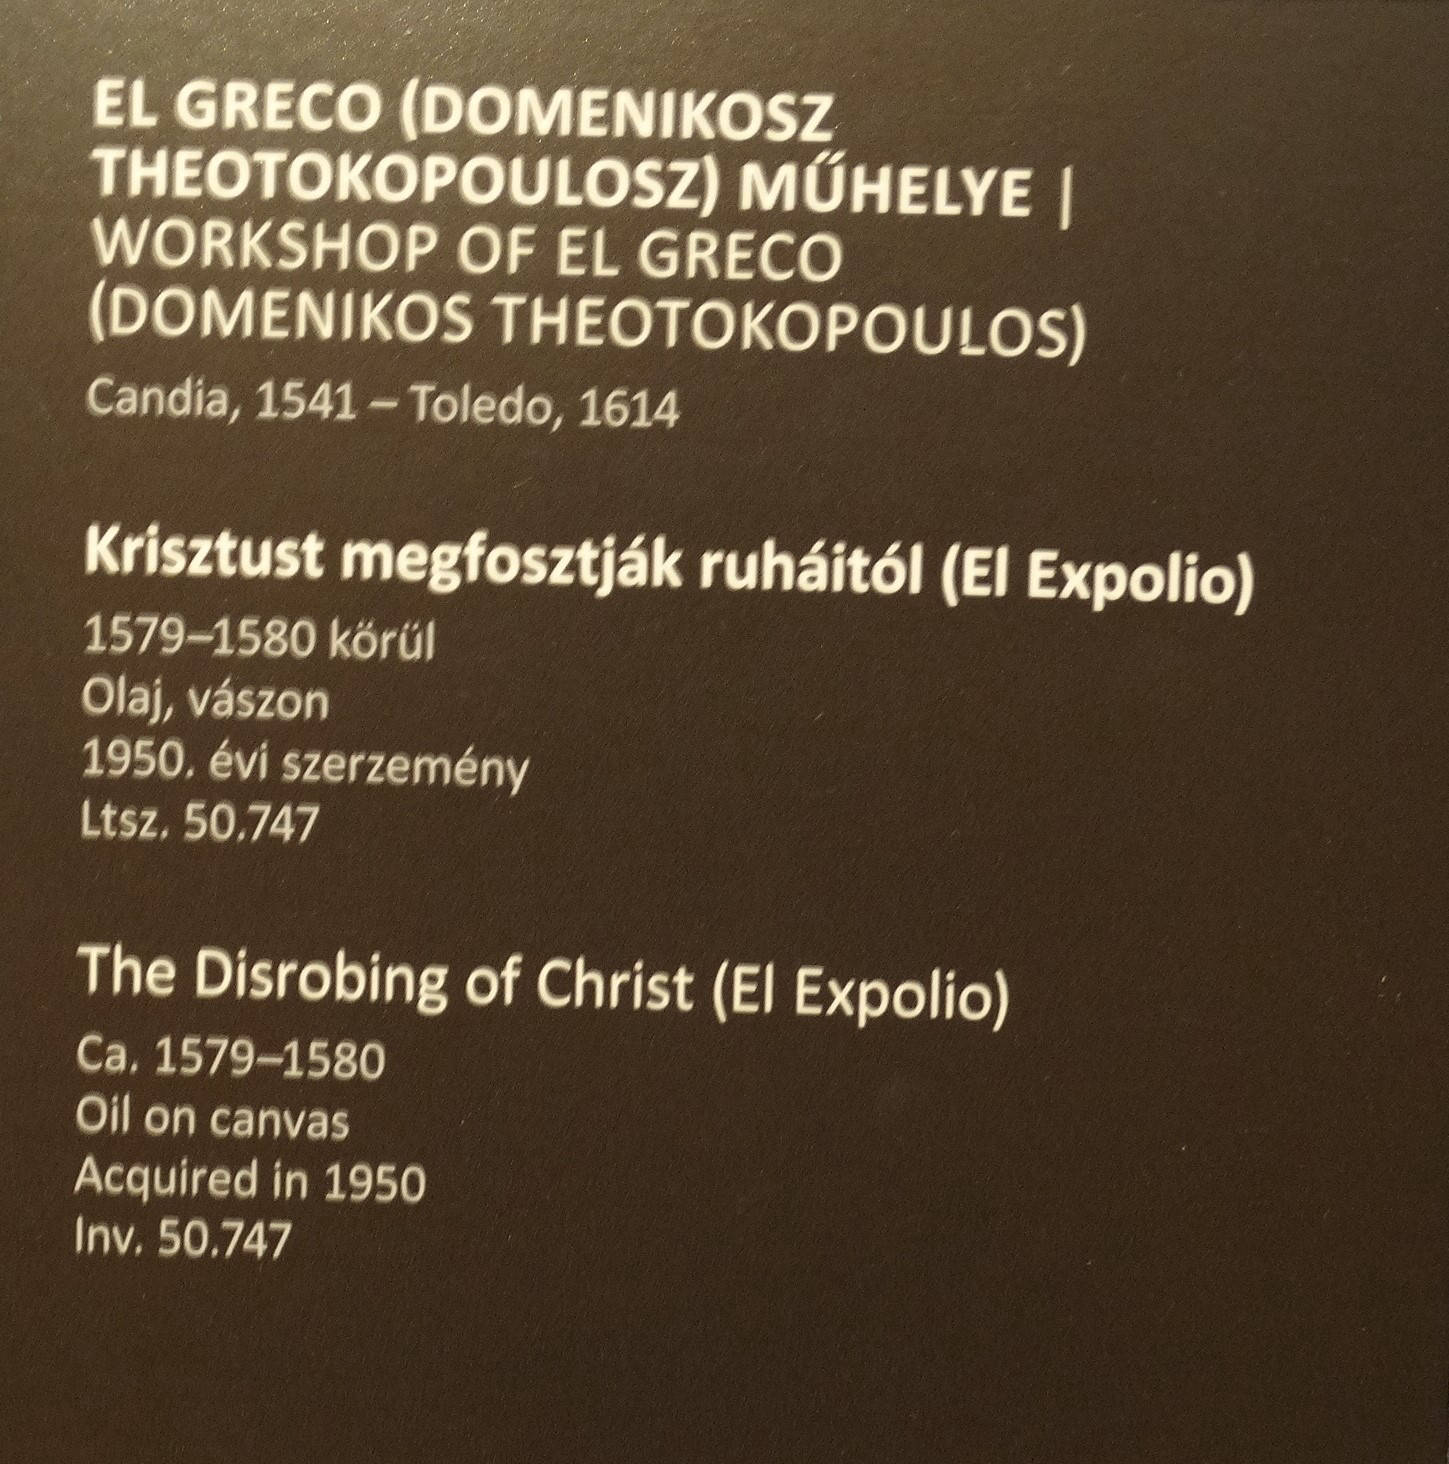 EL GRECO (DOMENIKOSZ
THEOTOKOPOULOSZ) MŰHELYE |
WORKSHOP OF EL GRECO
(DOMENIKOS THEOTOKOPOULOS)
Candia, 1541 – Toledo, 1614
Krisztust megfosztják ruháitól (El Expolio)
1579–1580 körül
Olaj, vászon
1950. évi szerzemény
Ltsz. 50.747
The Disrobing of Christ (El Expolio)
Ca. 1579–1580
Oil on canvas
Acquired in 1950
Inv. 50.747